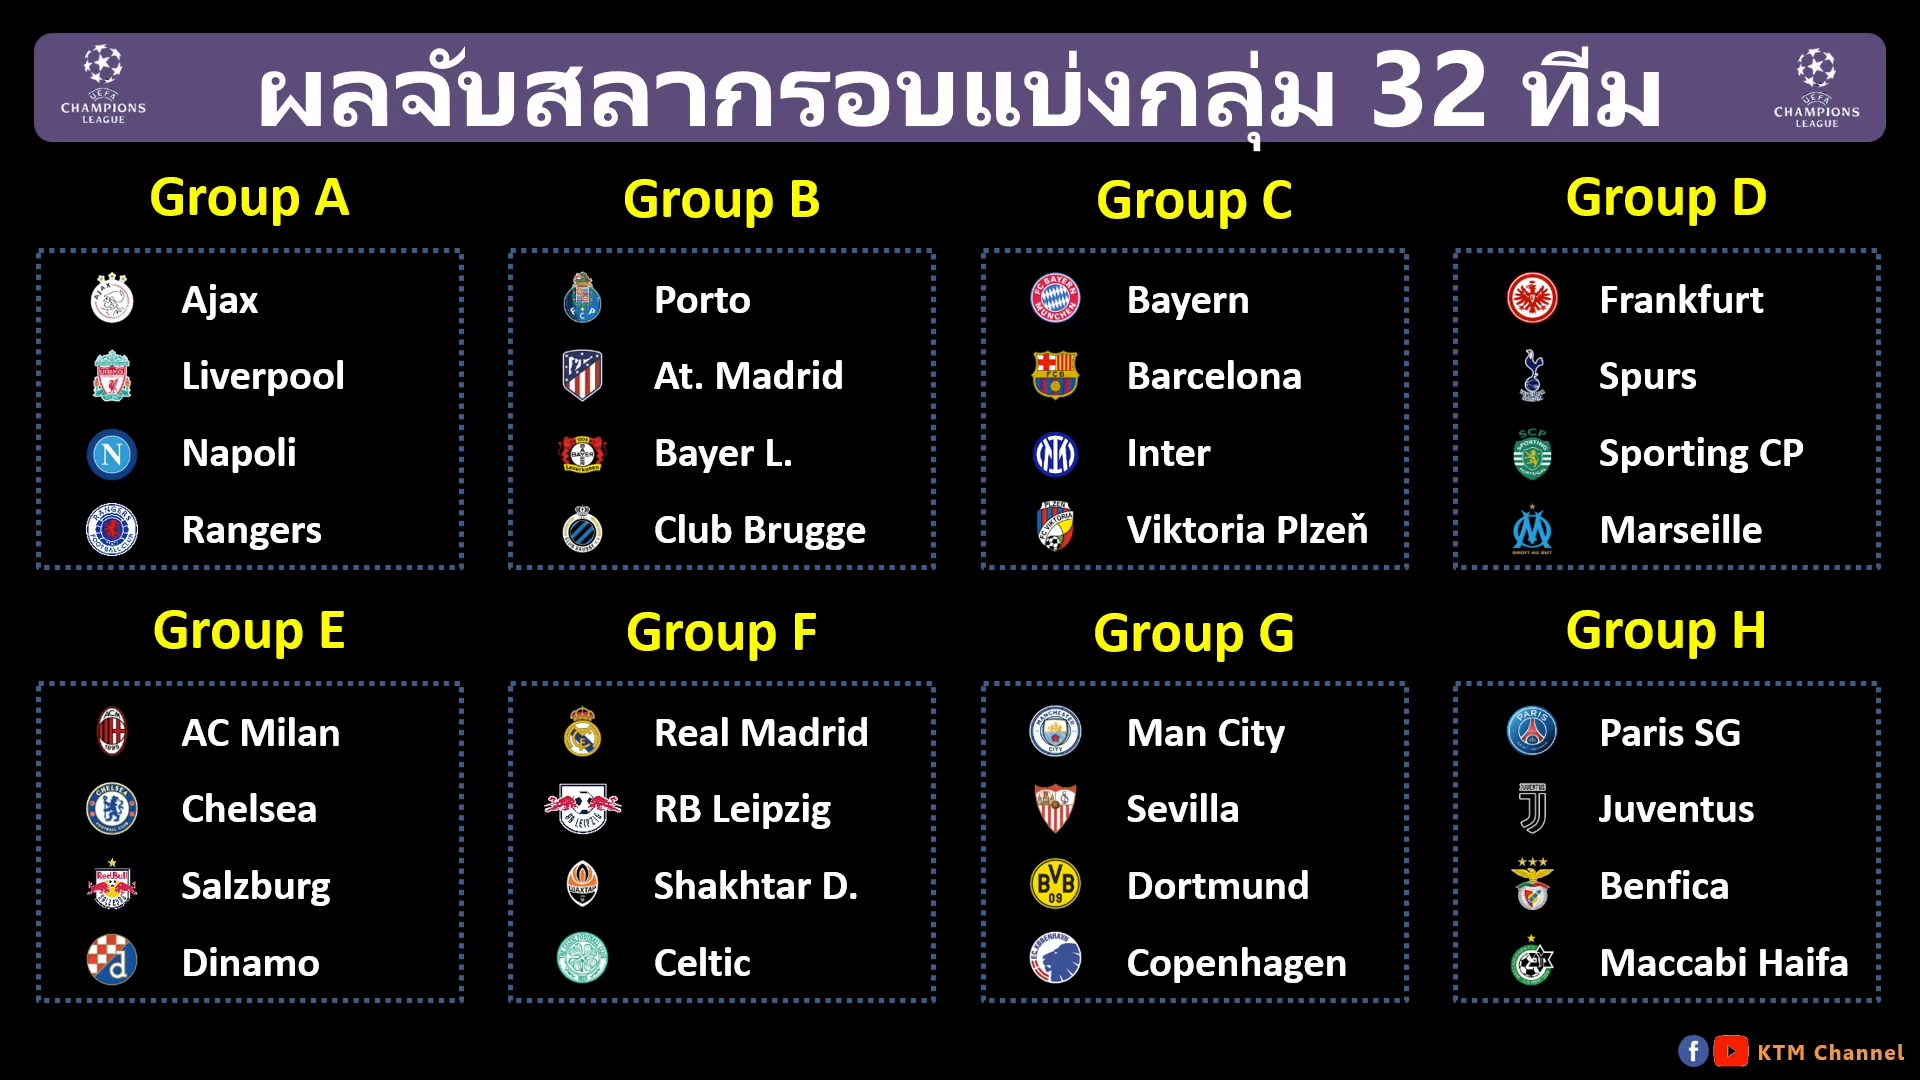 UEFA
CHAMPIONS
LEAGUE
ผลจับสลากรอบแบ่งกลุ่ม 32 ทีม
UEFA
CHAMPIONS
LEAGUE
Group A
Ajax
Liverpool
Napoli
Rangers
Group B
Porto
At. Madrid
Bayer L.
Club Brugge
Group C
Bayern
Barcelona
Inter
Viktoria Plzeň
Group D
Frankfurt
Spurs
Sporting CP
Marseille
Group E
AC Milan
Chelsea
Salzburg
Dinamo
Group F
Real Madrid
RB Leipzig
Shakhtar D.
Celtic
Group G
Man City
Sevilla
Dortmund
Copenhagen
Group H
Paris SG
Juventus
Benfica
Maccabi Haifa
KTM Channel